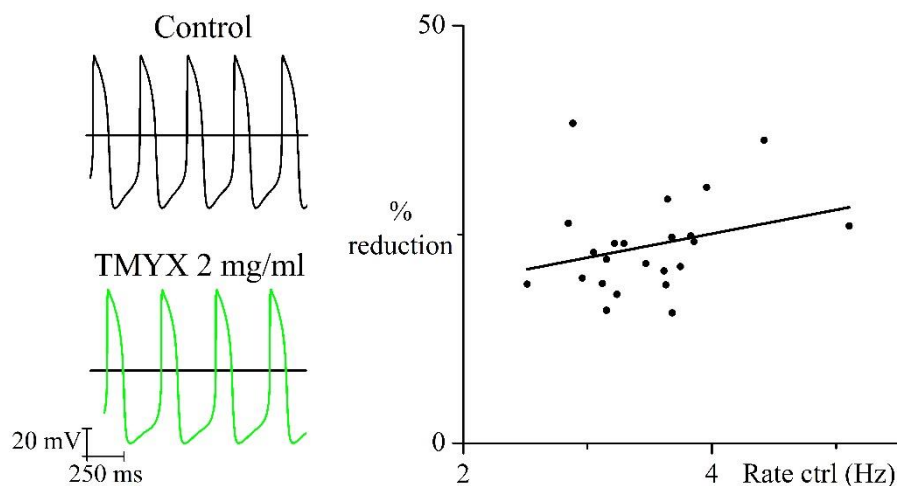 Control
TMYX 2 mg/ml
20 mV
250 ms
50
%
reduction
0
2
4
Rate ctrl (Hz)